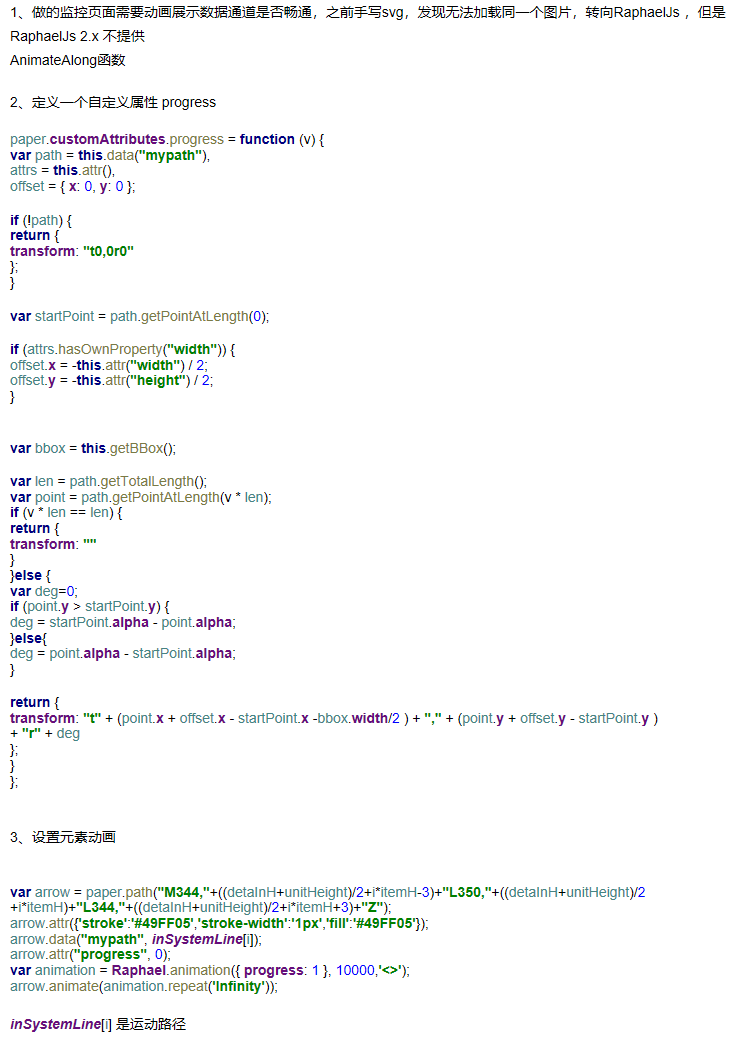 1、做的监控页面需要动画展示数据通道是否畅通，之前手写svg，发现无法加载同一个图片，转向RaphaelJs ，但是
RaphaelJs 2.x 不提供
AnimateAlong函数
2、定义一个自定义属性 progress
paper.customAttributes.progress = function (v) {
var path = this.data("mypath"),
attrs = this.attr(),
offset = { x: 0, y: 0 };
if (!path) {
return {
transform: "t0,0r0"
};
}
var startPoint = path.getPointAtLength(0);
if (attrs.hasOwnProperty("width")) {
offset.x = -this.attr("width") / 2;
offset.y = -this.attr("height") / 2;
}
var bbox = this.getBBox();
var len = path.getTotalLength();
var point = path.getPointAtLength(v * len);
if (v * len == len) {
return {
transform: ""
}
}else {
var deg=0;
if (point.y > startPoint.y) {
deg = startPoint.alpha - point.alpha;
}else{
deg = point.alpha - startPoint.alpha;
}
return {
transform: "t" + (point.x + offset.x - startPoint.x -bbox.width/2 ) + "," + (point.y + offset.y - startPoint.y )
+ "r" + deg
};
}
};
3、设置元素动画
var arrow = paper.path("M344,"+((detaInH+unitHeight)/2+i*itemH-3)+"L350,"+((detaInH+unitHeight)/2
+i*itemH)+"L344,"+((detaInH+unitHeight)/2+i*itemH+3)+"Z");
arrow.attr({'stroke':'#49FF05','stroke-width':'1px','fill':'#49FF05'});
arrow.data("mypath", inSystemLine[i]);
arrow.attr("progress", 0);
var animation = Raphael.animation({ progress: 1 }, 10000,'<>');
arrow.animate(animation.repeat('Infinity'));
inSystemLine[i] 是运动路径